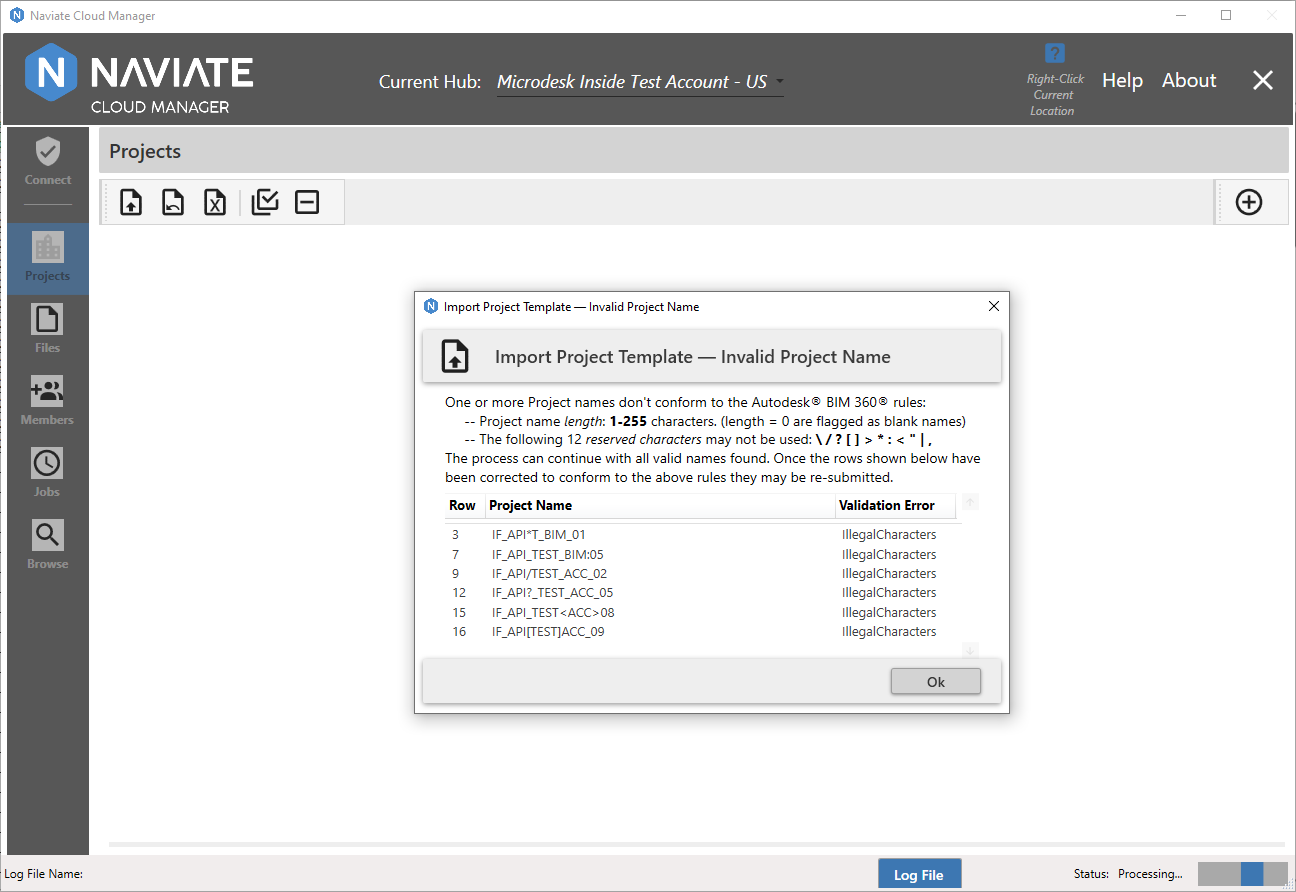 Naviate Cloud Manager
NAVIATE
CLOUD MANAGER
Current Hub: Microdesk Inside Test Account - US
?
Right-Click
Current
Location
Help
About
Connect
Projects
Files
Members
Jobs
Browse
Projects
Import Project Template — Invalid Project Name
Import Project Template — Invalid Project Name
One or more Project names don't conform to the Autodesk® BIM 360® rules:
-- Project name length: 1-255 characters. (length = 0 are flagged as blank names)
-- The following 12 reserved characters may not be used: \ / ? [ ] > * : < " | ,
The process can continue with all valid names found. Once the rows shown below have
been corrected to conform to the above rules they may be re-submitted.
Row Project Name Validation Error
3 IF_API*T_BIM_01 IllegalCharacters
7 IF_API_TEST_BIM:05 IllegalCharacters
9 IF_API/TEST_ACC_02 IllegalCharacters
12 IF_API?_TEST_ACC_05 IllegalCharacters
15 IF_API_TEST<ACC>08 IllegalCharacters
16 IF_API[TEST]ACC_09 IllegalCharacters
Ok
Log File Name:
Log File
Status: Processing...